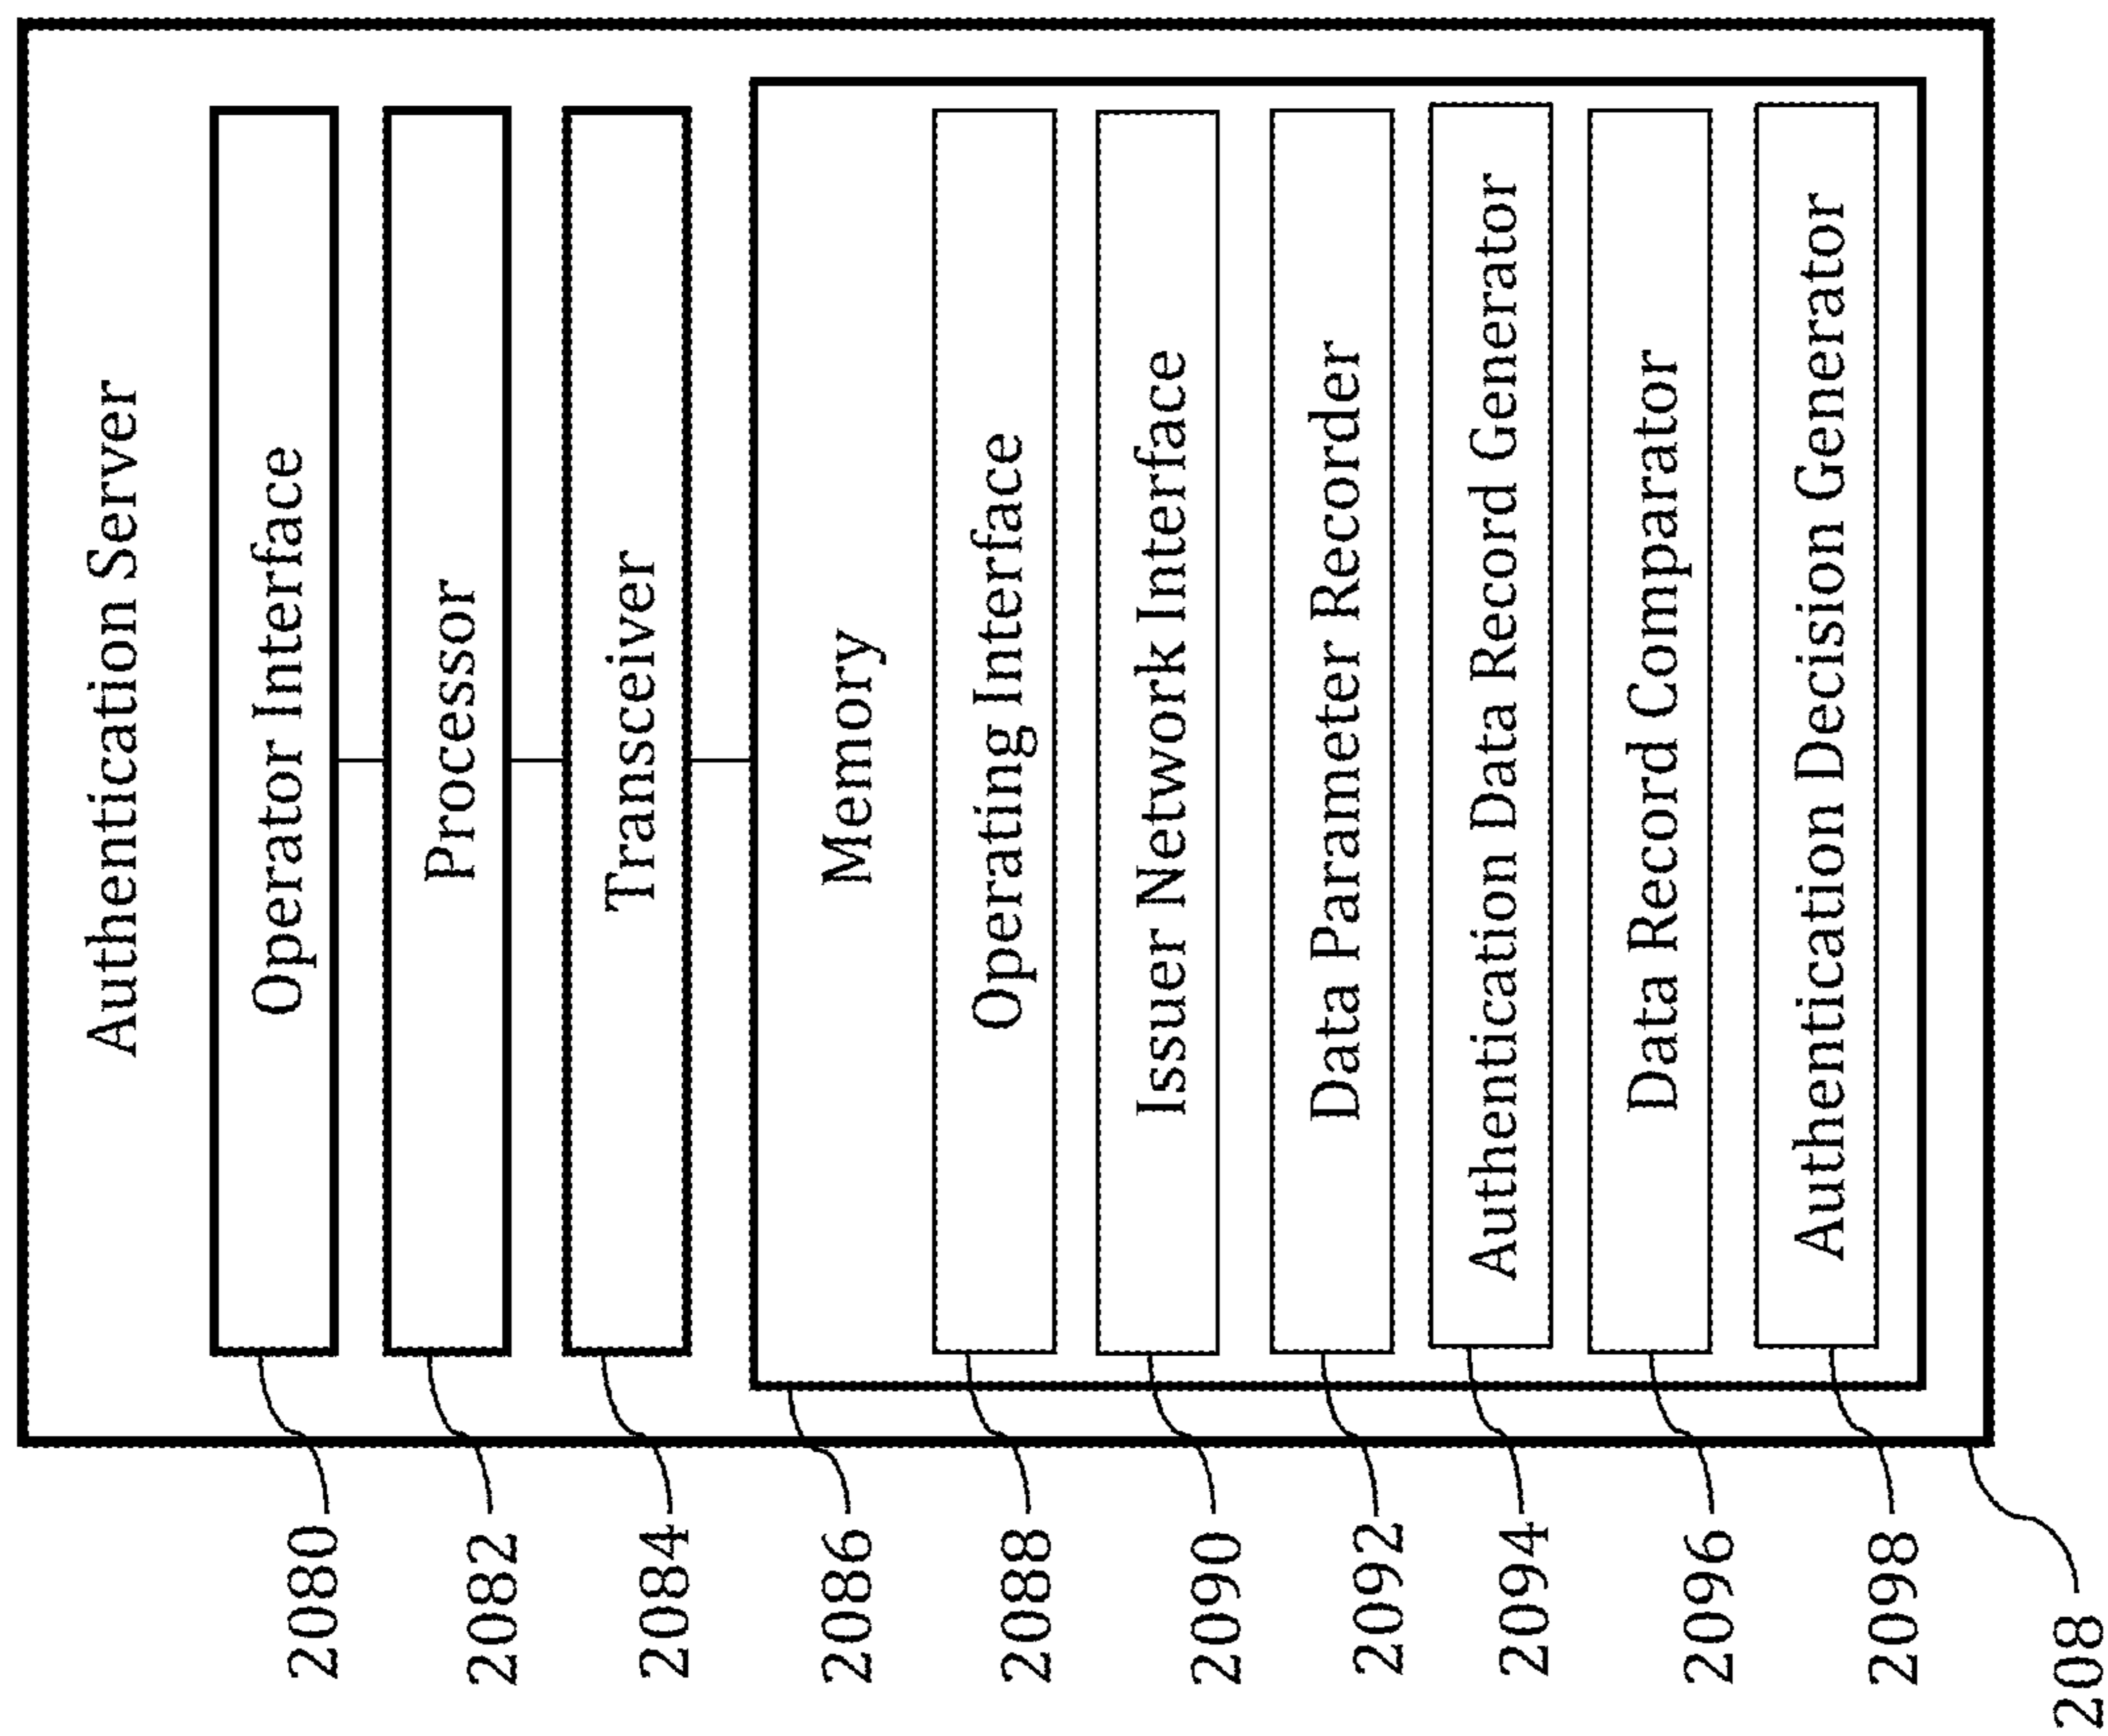 Authentication Server
2080 Operator Interface
2082 Processor
2084 Transceiver
2086 Memory
2088 Operating Interface
2090 Issuer Network Interface
2092 Data Parameter Recorder
2094 Authentication Data Record Generator
2096 Data Record Comparator
2098 Authentication Decision Generator
208